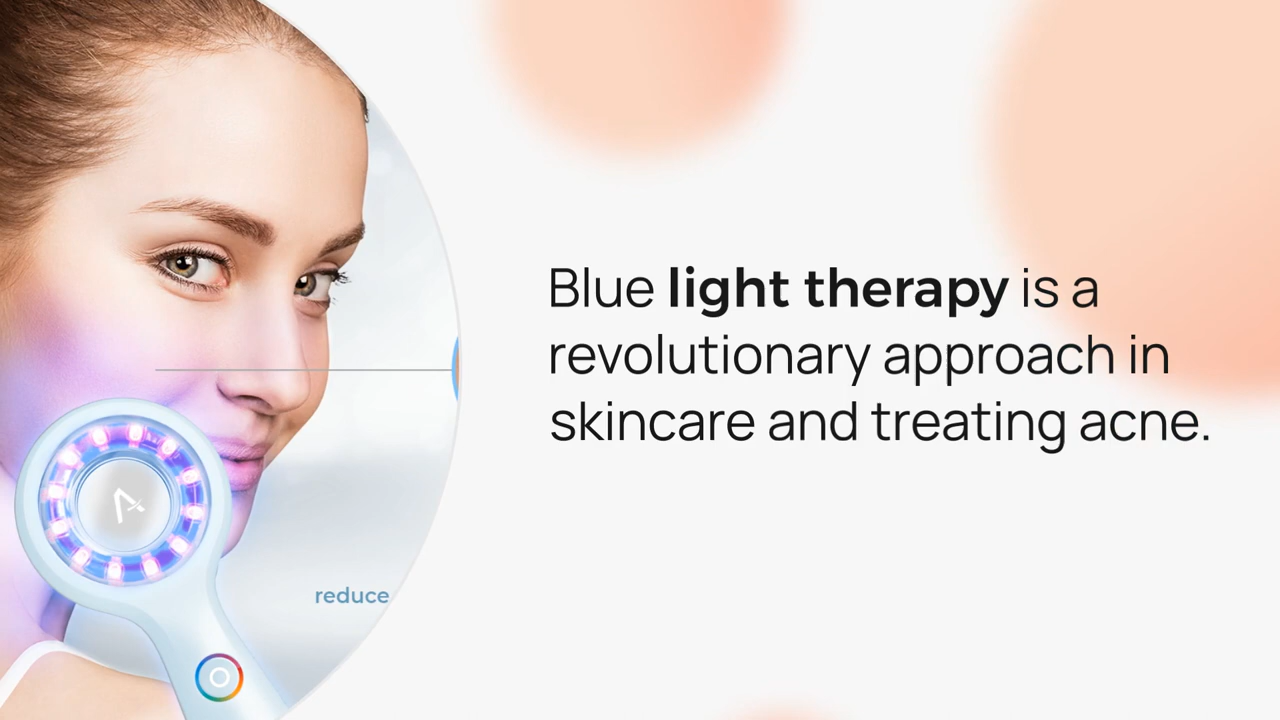 Blue light therapy is a
revolutionary approach in
skincare and treating acne.
reduce